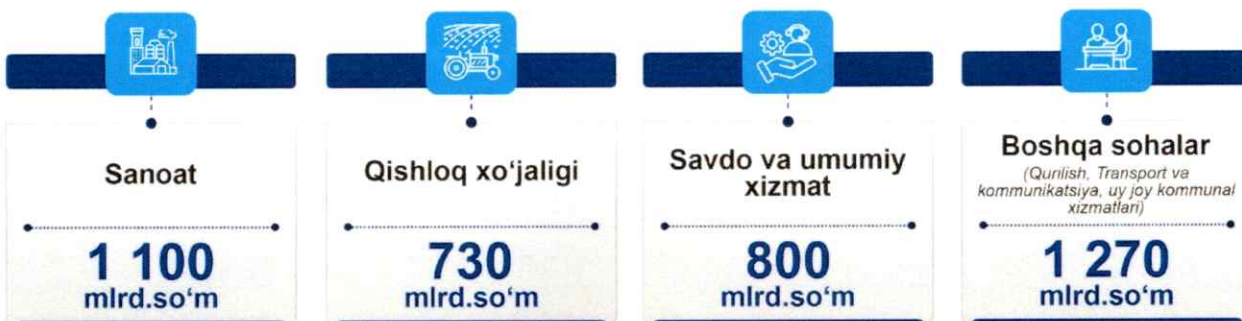 Sanoat
1 100
mlrd.so‘m
Qishloq xo‘jaligi
730
mlrd.so‘m
Savdo va umumiy
xizmat
800
mlrd.so‘m
Boshqa sohalar
(Qurilish, Transport va
kommunikatsiya, uy joy kommunal
xizmatlari)
1 270
mlrd.so‘m